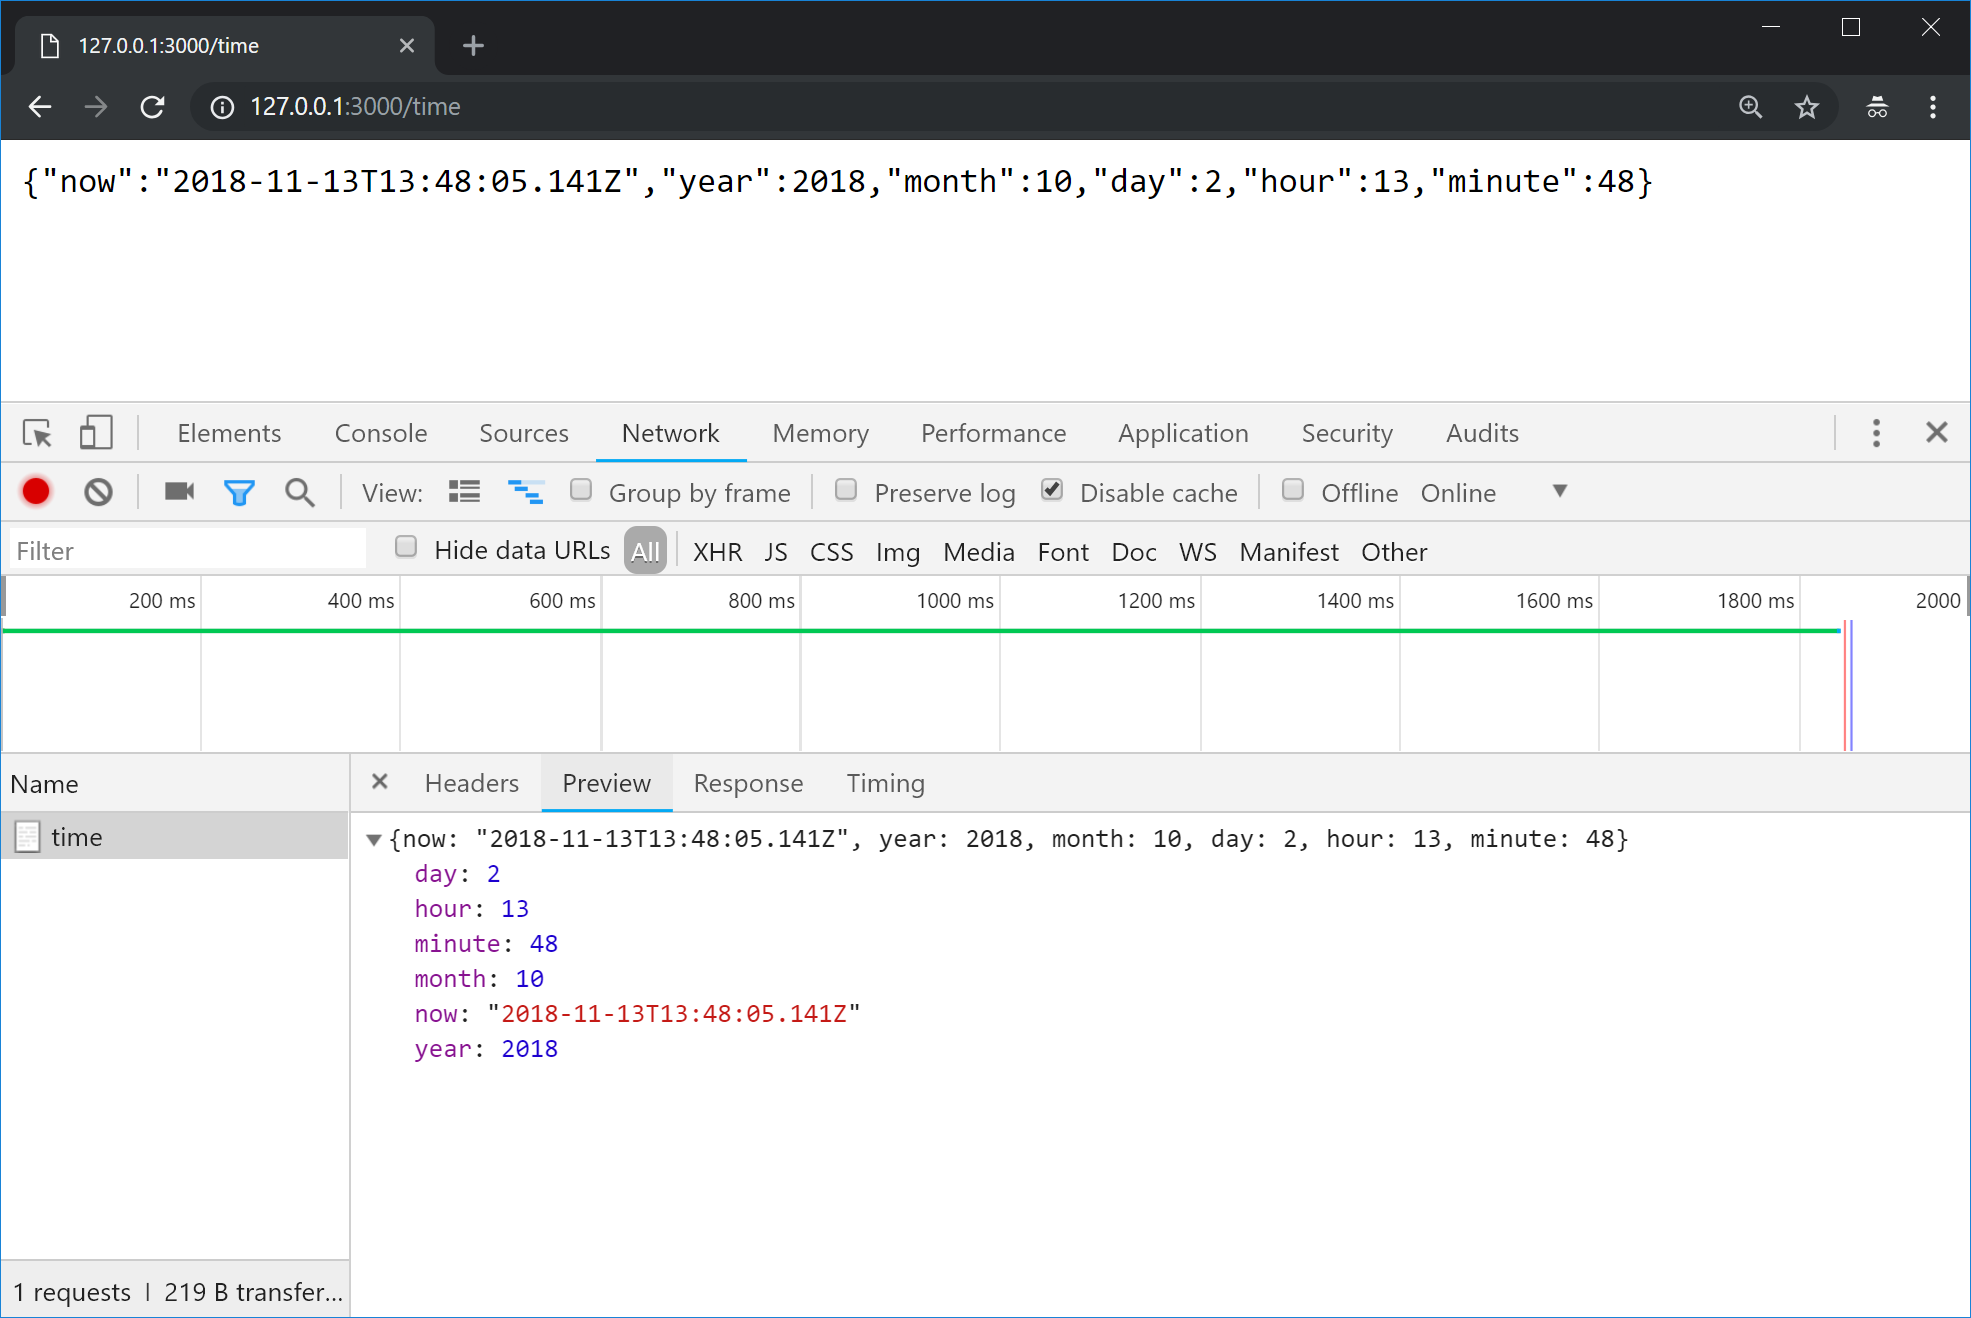 127.0.0.1:3000/time
127.0.0.1:3000/time
{"now":"2018-11-13T13:48:05.141Z","year":2018,"month":10,"day":2,"hour":13,"minute":48}
Elements Console Sources Network Memory Performance Application Security Audits
View: Group by frame Preserve log Disable cache Offline Online
Filter Hide data URLs All XHR JS CSS Img Media Font Doc WS Manifest Other
200 ms 400 ms 600 ms 800 ms 1000 ms 1200 ms 1400 ms 1600 ms 1800 ms 2000
Name Headers Preview Response Timing
time
{now: "2018-11-13T13:48:05.141Z", year: 2018, month: 10, day: 2, hour: 13, minute: 48}
day: 2
hour: 13
minute: 48
month: 10
now: "2018-11-13T13:48:05.141Z"
year: 2018
1 requests | 219 B transfer...